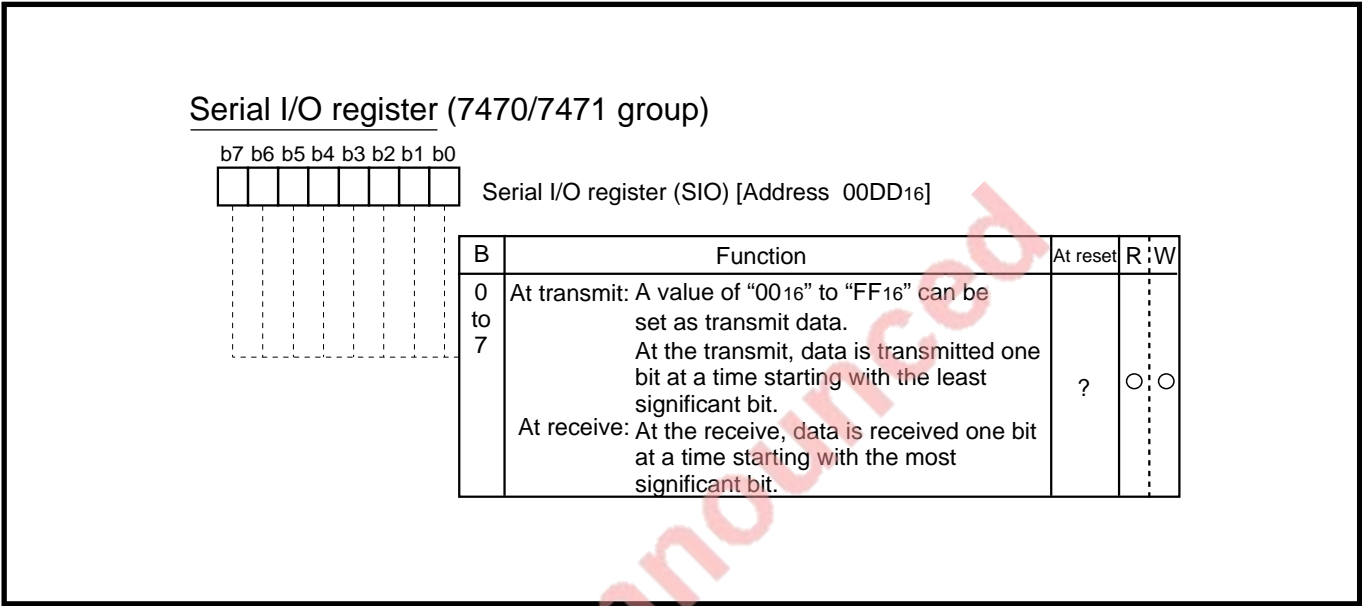 Serial I/O register (7470/7471 group)
b7 b6 b5 b4 b3 b2 b1 b0
Serial I/O register (SIO) [Address 00DD16]
B Function At reset R W
0 to 7
At transmit: A value of “0016” to “FF16” can be
set as transmit data.
At the transmit, data is transmitted one
bit at a time starting with the least
significant bit.
At receive: At the receive, data is received one bit
at a time starting with the most
significant bit.
? ○ ○
nounced